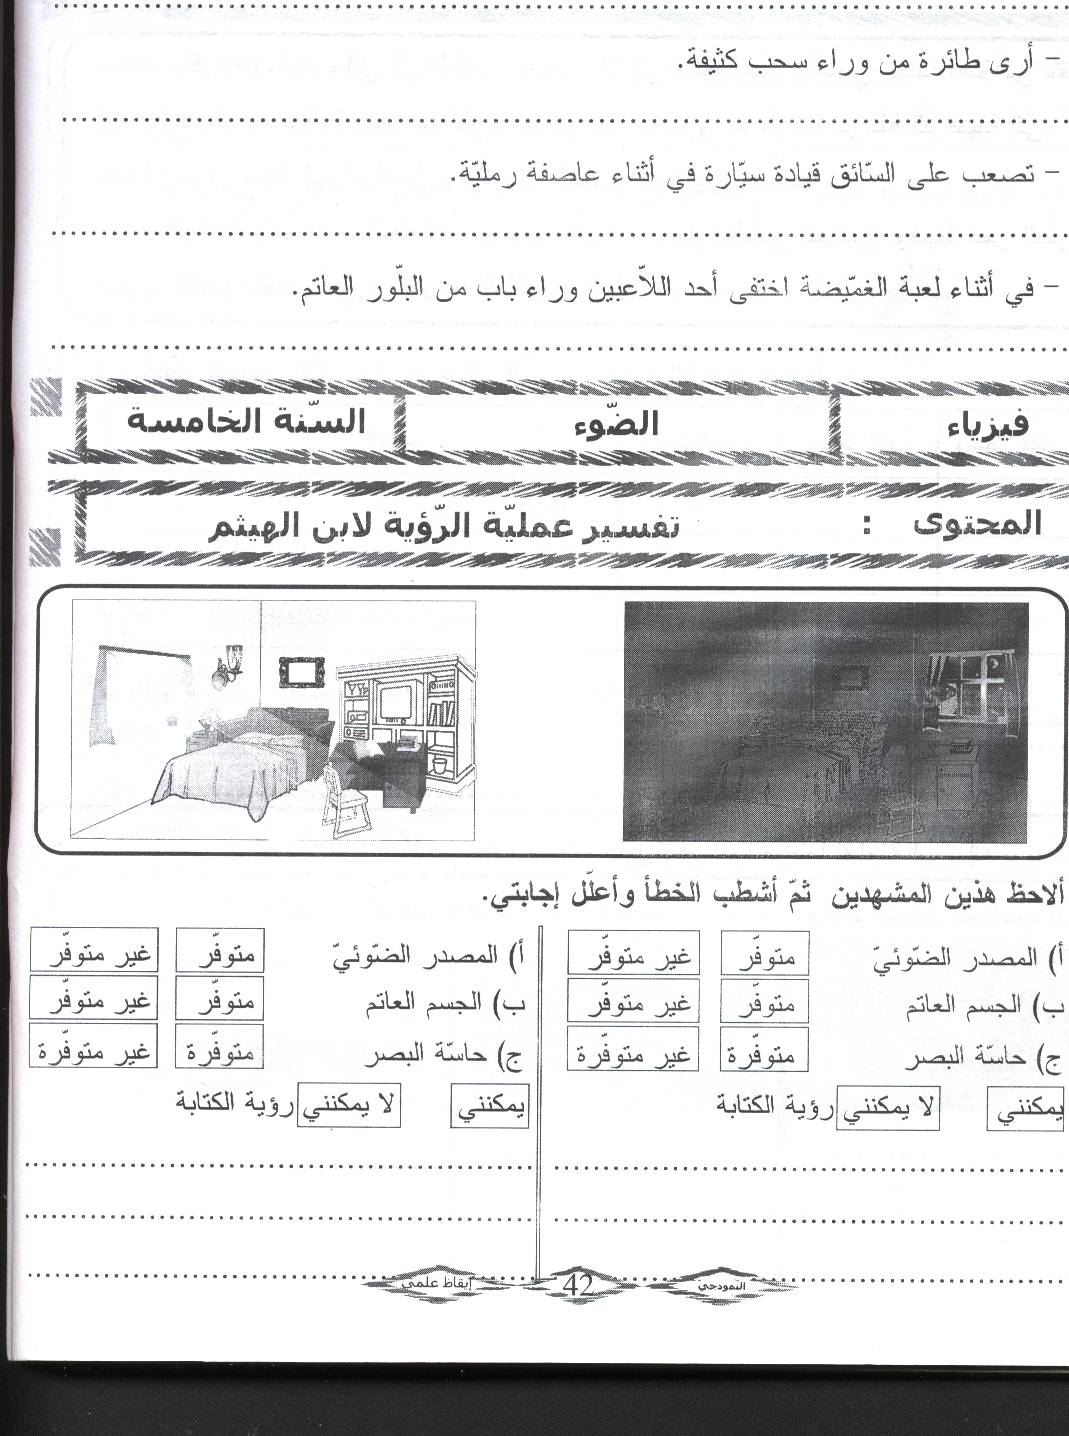 – أرى طائرة من وراء سحب كثيفة.
– تصعب على السّائق قيادة سيّارة في أثناء عاصفة رمليّة.
– في أثناء لعبة الغمّيضة اختفى أحد اللاّعبين وراء باب من البلّور العاتم.
فيزياء الضّوء السّنة الخامسة
المحتوى : تفسير عمليّة الرّؤية لابن الهيثم
ألاحظ هذين المشهدين ثمّ أشطب الخطأ وأعلّل إجابتي.
أ) المصدر الضّوئيّ متوفّر غير متوفّر
ب) الجسم العاتم متوفّر غير متوفّر
ج) حاسّة البصر متوفّرة غير متوفّرة
يمكنني لا يمكنني رؤية الكتابة
أ) المصدر الضّوئيّ متوفّر غير متوفّر
ب) الجسم العاتم متوفّر غير متوفّر
ج) حاسّة البصر متوفّرة غير متوفّرة
يمكنني لا يمكنني رؤية الكتابة
النموذجي 42 إيقاظ علمي